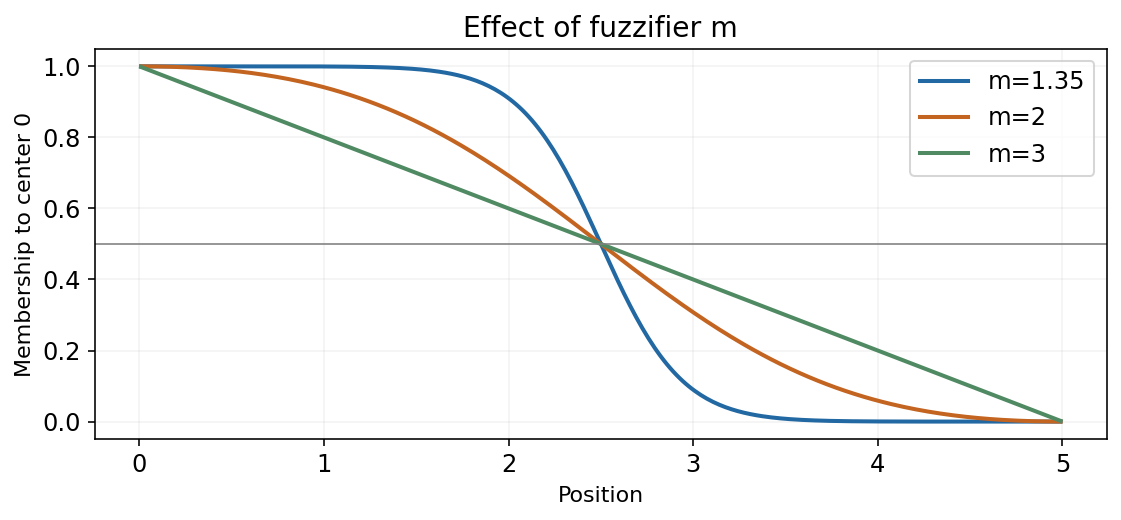 Effect of fuzzifier m
Membership to center 0
1.0
0.8
0.6
0.4
0.2
0.0
m=1.35
m=2
m=3
0 1 2 3 4 5
Position